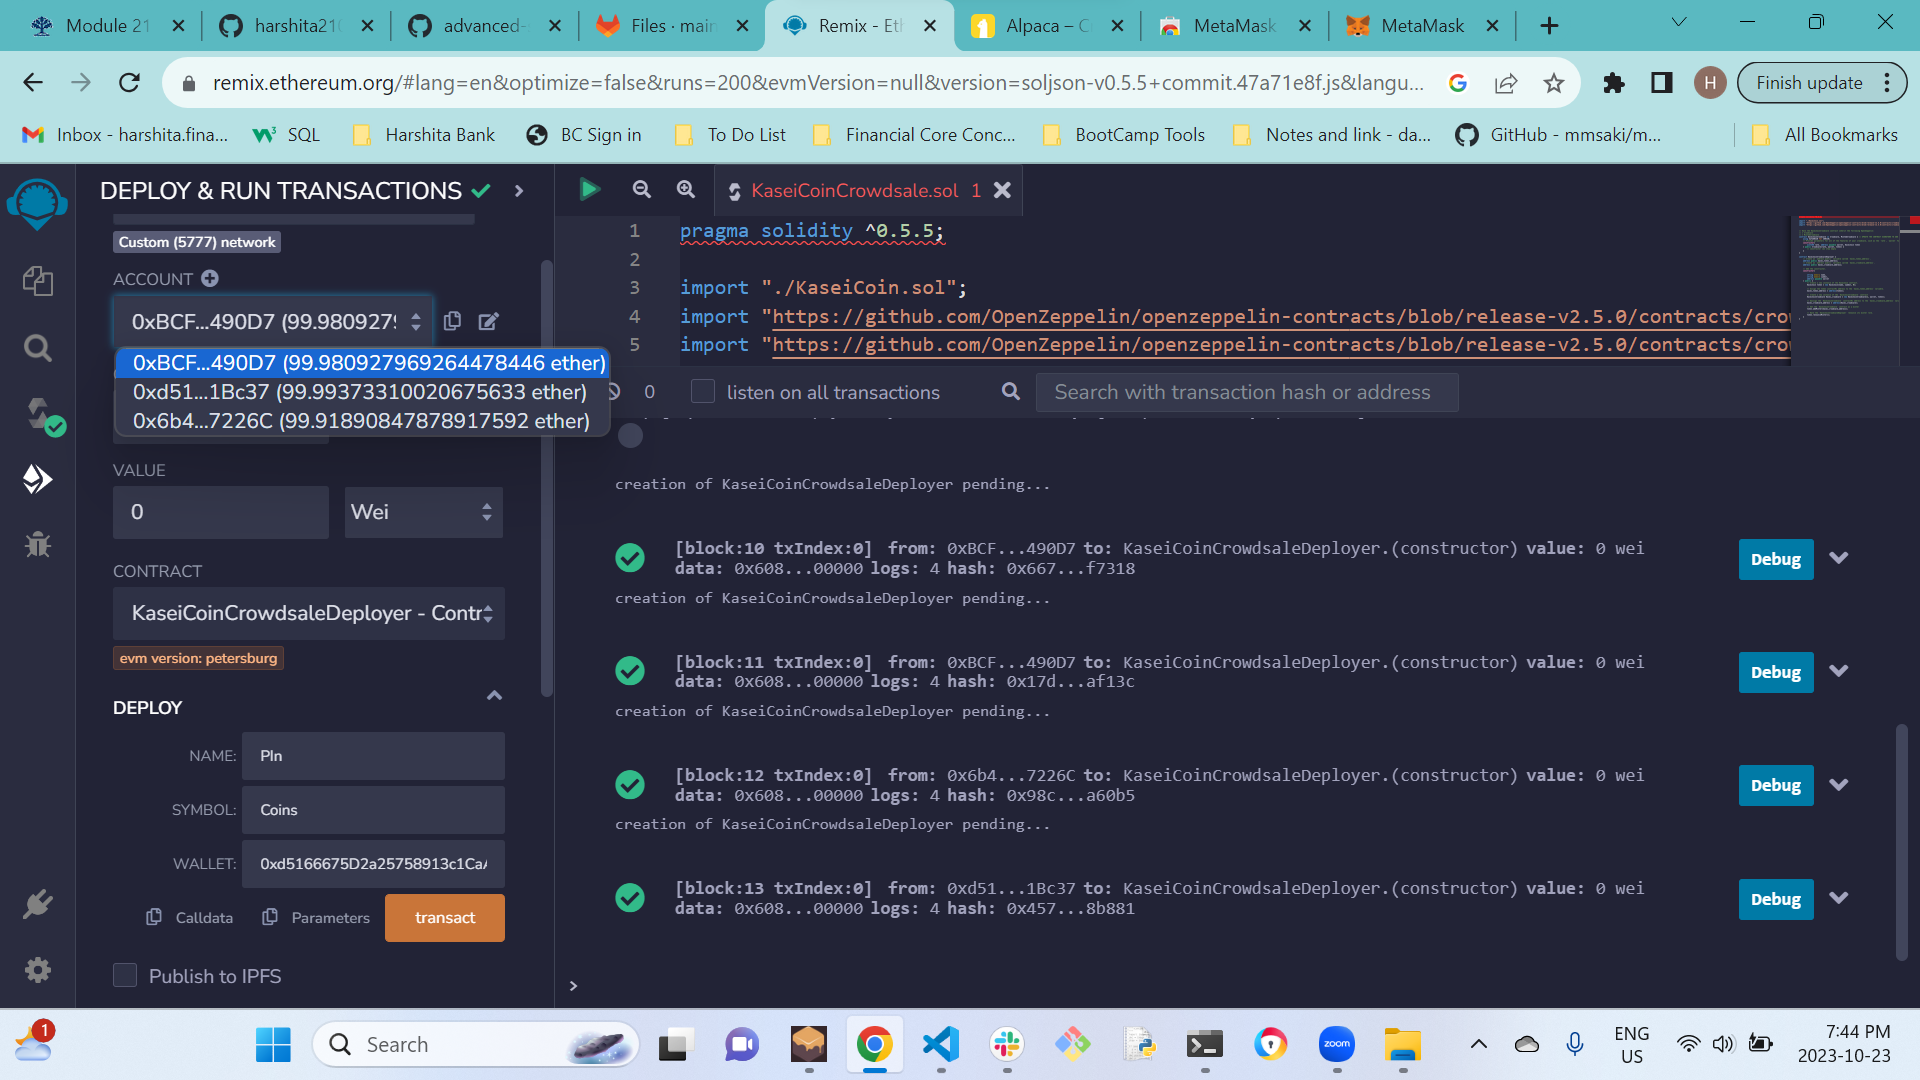 Module 21
harshita210
advanced-
Files · main
Remix - Eth
Alpaca – C
MetaMask
MetaMask
remix.ethereum.org/#lang=en&optimize=false&runs=200&evmVersion=null&version=soljson-v0.5.5+commit.47a71e8f.js&langu...
H
Finish update
Inbox - harshita.fina...
SQL
Harshita Bank
BC Sign in
To Do List
Financial Core Conc...
BootCamp Tools
Notes and link - da...
GitHub - mmsaki/m...
All Bookmarks
DEPLOY & RUN TRANSACTIONS
Custom (5777) network
ACCOUNT
0xBCF...490D7 (99.980927
0xBCF...490D7 (99.980927969264478446 ether)
0xd51...1Bc37 (99.99373310020675633 ether)
0x6b4...7226C (99.91890847878917592 ether)
VALUE
0
Wei
CONTRACT
KaseiCoinCrowdsaleDeployer - Contr
evm version: petersburg
DEPLOY
NAME: PIn
SYMBOL: Coins
WALLET: 0xd5166675D2a25758913c1Ca
Calldata
Parameters
transact
Publish to IPFS
KaseiCoinCrowdsale.sol 1
1 pragma solidity ^0.5.5;
2
3 import "./KaseiCoin.sol";
4 import "https://github.com/OpenZeppelin/openzeppelin-contracts/blob/release-v2.5.0/contracts/cro
5 import "https://github.com/OpenZeppelin/openzeppelin-contracts/blob/release-v2.5.0/contracts/cro
0
listen on all transactions
Search with transaction hash or address
creation of KaseiCoinCrowdsaleDeployer pending...
[block:10 txIndex:0] from: 0xBCF...490D7 to: KaseiCoinCrowdsaleDeployer.(constructor) value: 0 wei
data: 0x608...00000 logs: 4 hash: 0x667...f7318
Debug
creation of KaseiCoinCrowdsaleDeployer pending...
[block:11 txIndex:0] from: 0xBCF...490D7 to: KaseiCoinCrowdsaleDeployer.(constructor) value: 0 wei
data: 0x608...00000 logs: 4 hash: 0x17d...af13c
Debug
creation of KaseiCoinCrowdsaleDeployer pending...
[block:12 txIndex:0] from: 0x6b4...7226C to: KaseiCoinCrowdsaleDeployer.(constructor) value: 0 wei
data: 0x608...00000 logs: 4 hash: 0x98c...a60b5
Debug
creation of KaseiCoinCrowdsaleDeployer pending...
[block:13 txIndex:0] from: 0xd51...1Bc37 to: KaseiCoinCrowdsaleDeployer.(constructor) value: 0 wei
data: 0x608...00000 logs: 4 hash: 0x457...8b881
Debug
>
1
Search
zoom
ENG
US
7:44 PM
2023-10-23